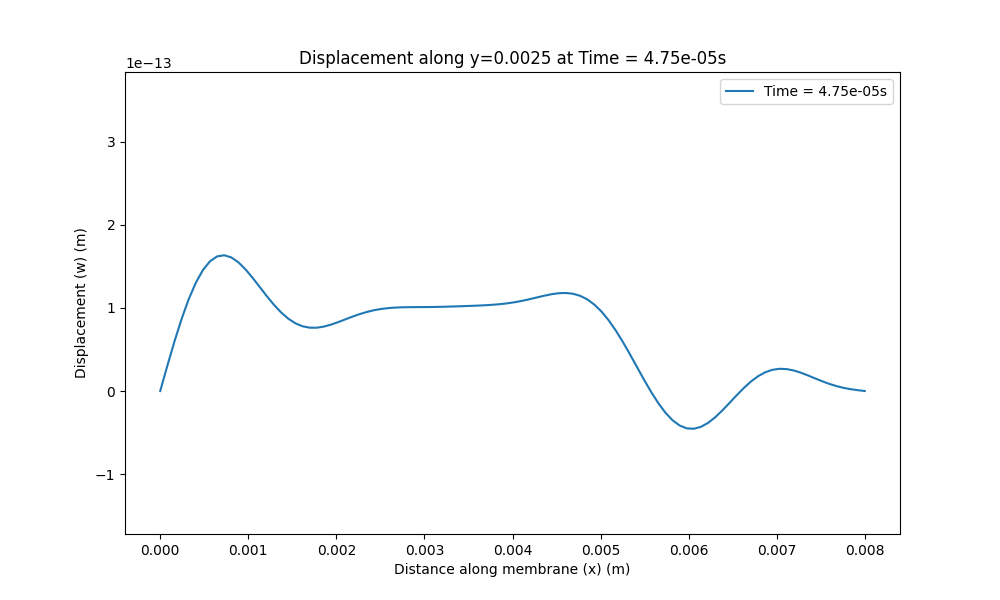 Displacement along y=0.0025 at Time = 4.75e-05s
1e−13
Time = 4.75e-05s
3
2
1
0
−1
Displacement (w) (m)
0.000 0.001 0.002 0.003 0.004 0.005 0.006 0.007 0.008
Distance along membrane (x) (m)